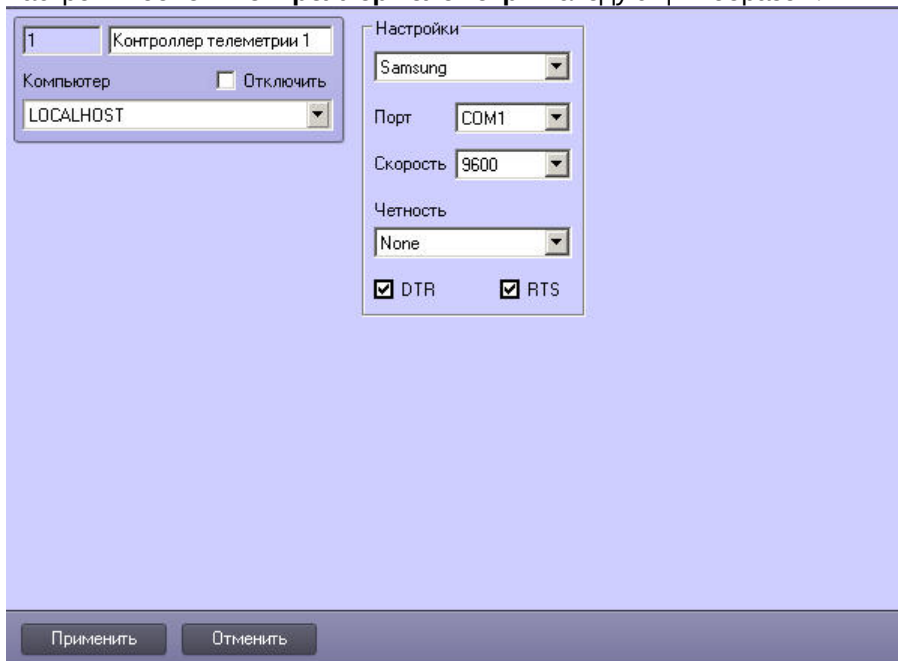 1 Контроллер телеметрии 1
Компьютер Отключить
LOCALHOST
Настройки
Samsung
Порт COM1
Скорость 9600
Четность
None
DTR RTS
Применить Отменить